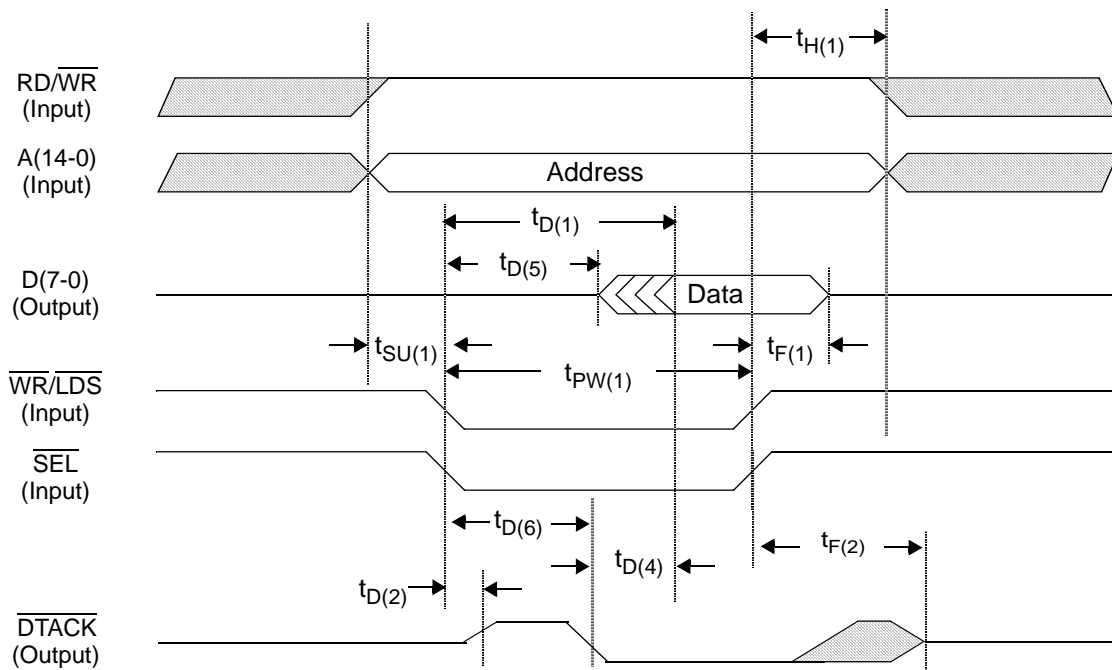 tH(1)
RD/WR
(Input)
A(14-0)
(Input)
Address
tD(1)
tD(5)
D(7-0)
(Output)
Data
tSU(1)
tF(1)
tPW(1)
WR/LDS
(Input)
SEL
(Input)
tD(6)
tF(2)
tD(4)
tD(2)
DTACK
(Output)